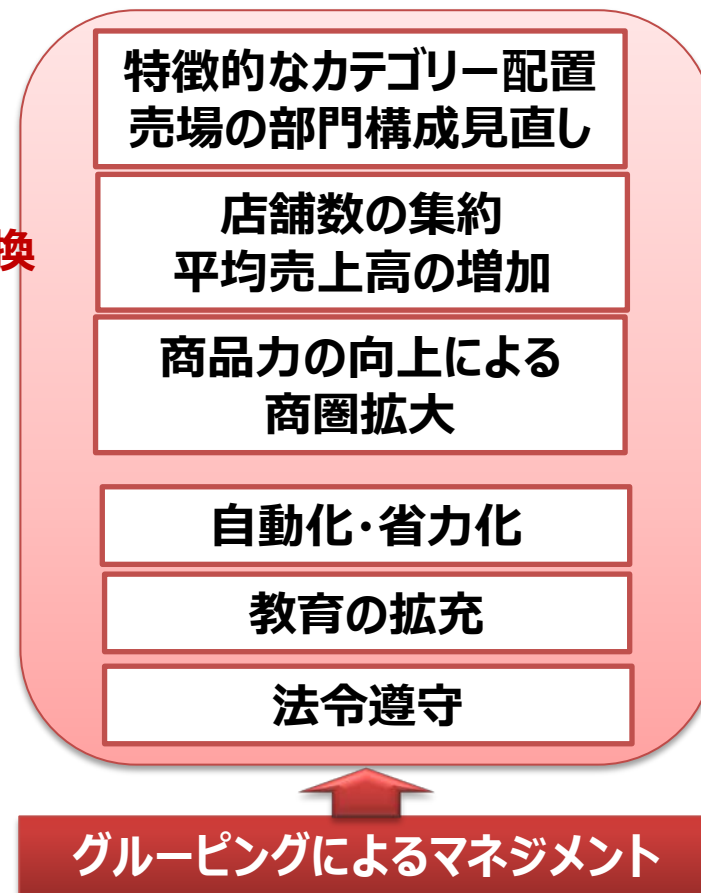 特徴的なカテゴリー配置
売場の部門構成見直し
店舗数の集約
換
平均売上高の増加
商品力の向上による
商圏拡大
自動化・省力化
教育の拡充
法令遵守
グルーピングによるマネジメント